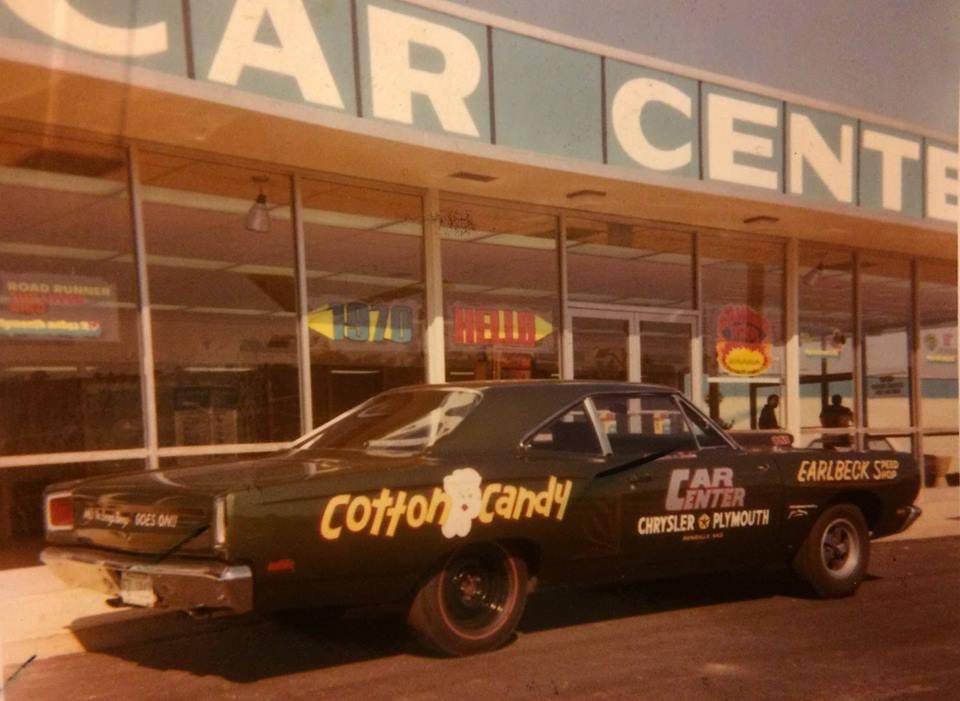 CAR CENTE
ROAD RUNNER
1970
HELLO
cotton candy
CAR
CENTER
CHRYSLER PLYMOUTH
EARLBECK SPEED
SHOP
GOES ON!!